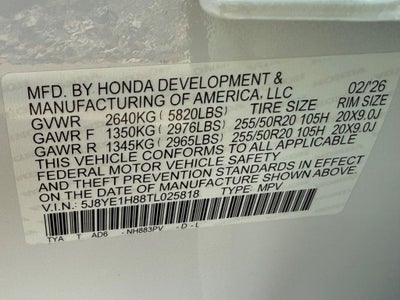 MFD. BY HONDA DEVELOPMENT & 02/'26
MANUFACTURING OF AMERICA, LLC
TIRE SIZE RIM SIZE
GVWR 2640KG ( 5820LBS)
GAWR F 1350KG ( 2976LBS) 255/50R20 105H 20X9.0J
GAWR R 1345KG ( 2965LBS) 255/50R20 105H 20X9.0J
THIS VEHICLE CONFORMS TO ALL APPLICABLE
FEDERAL MOTOR VEHICLE SAFETY
STANDARDS IN EFFECT
ON THE DATE OF MANUFACTURE SHOWN ABOVE.
V.I.N.: 5J8YE1H88TL025818 TYPE: MPV
TYA T AD6 - NH883PV - D - L